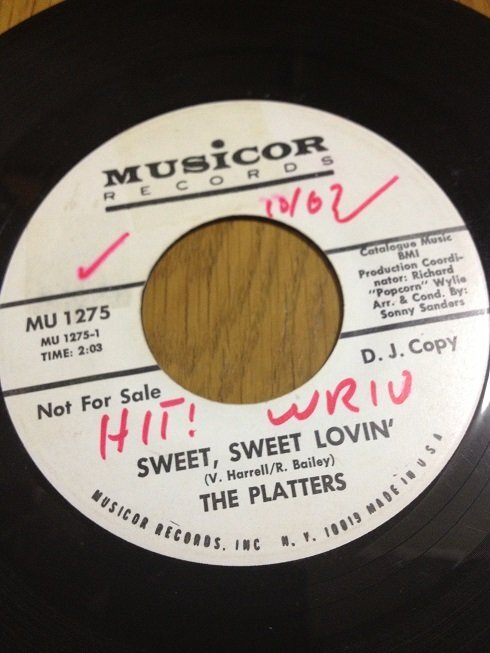 MUSICOR
RECORDS
10/62
Catalogue Music
BMI
Production Coordi-
nator: Richard
"Popcorn" Wylie
Arr. & Cond. By:
Sonny Sanders
MU 1275
MU 1275-1
TIME: 2:03
D. J. Copy
Not For Sale
HIT! WRIU
SWEET, SWEET LOVIN'
(V. Harrell/R. Bailey)
THE PLATTERS
MUSICOR RECORDS, INC N. Y. 10019 MADE IN U S A